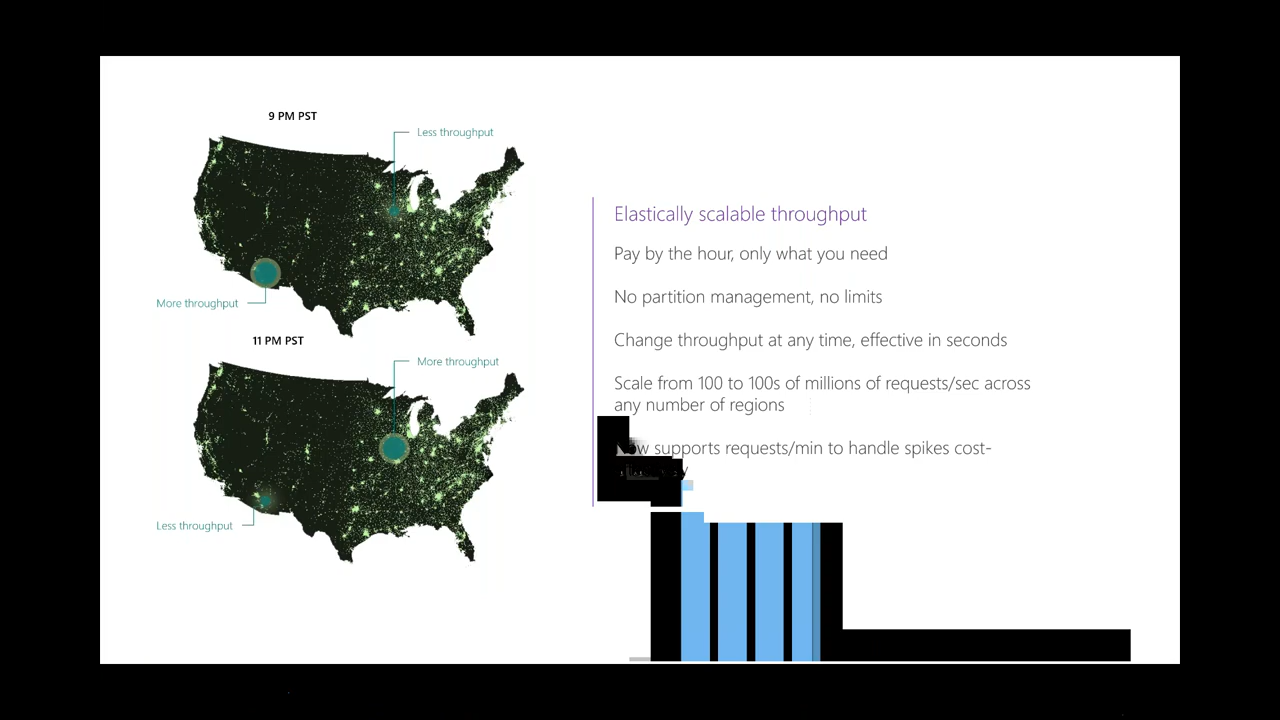 9 PM PST
Less throughput
More throughput
11 PM PST
More throughput
Less throughput
Elastically scalable throughput
Pay by the hour, only what you need
No partition management, no limits
Change throughput at any time, effective in seconds
Scale from 100 to 100s of millions of requests/sec across
any number of regions
supports requests/min to handle spikes cost-